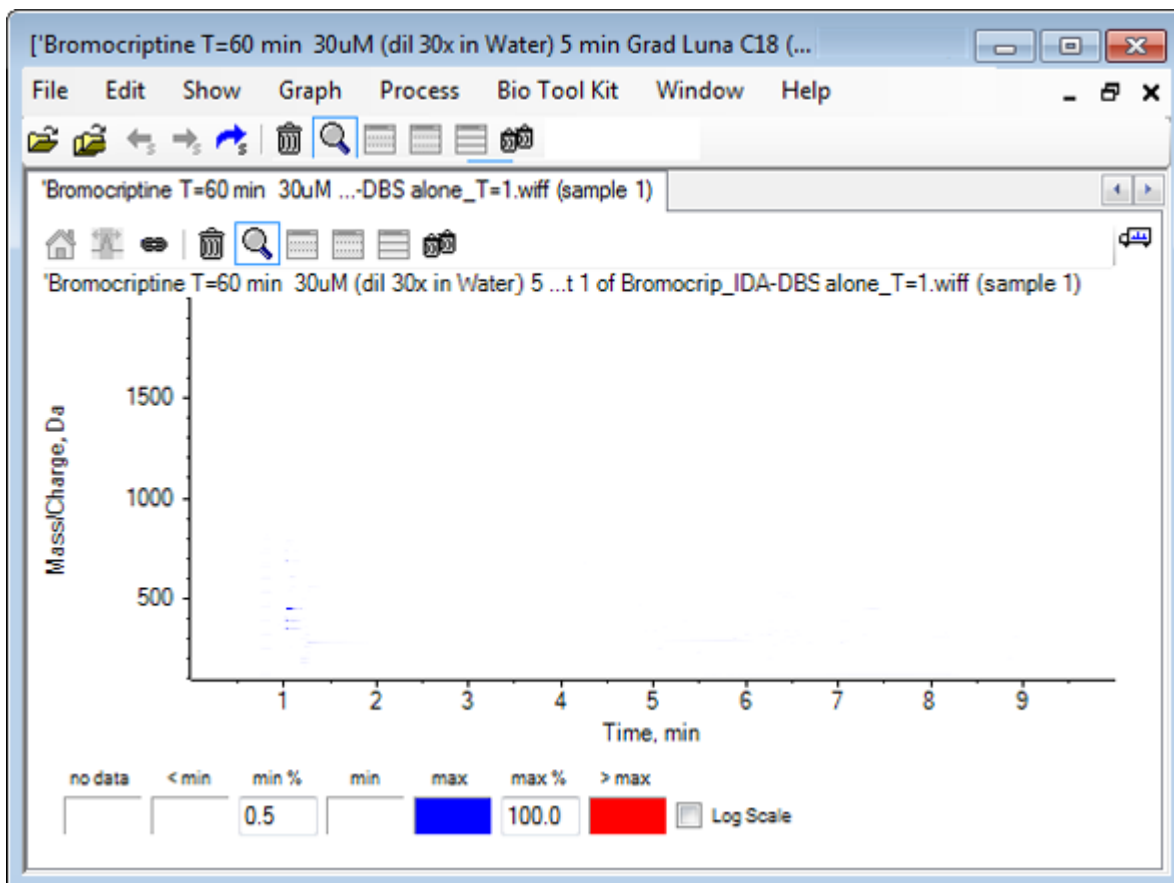 ['Bromocriptine T=60 min  30uM (dil 30x in Water) 5 min Grad Luna C18 (...
File Edit Show Graph Process Bio Tool Kit Window Help
'Bromocriptine T=60 min  30uM ...-DBS alone_T=1.wiff (sample 1)
'Bromocriptine T=60 min  30uM (dil 30x in Water) 5 ...t 1 of Bromocrip_IDA-DBS alone_T=1.wiff (sample 1)
Mass/Charge, Da
1500
1000
500
1 2 3 4 5 6 7 8 9
Time, min
no data < min min % min max max % > max
0.5 100.0 Log Scale